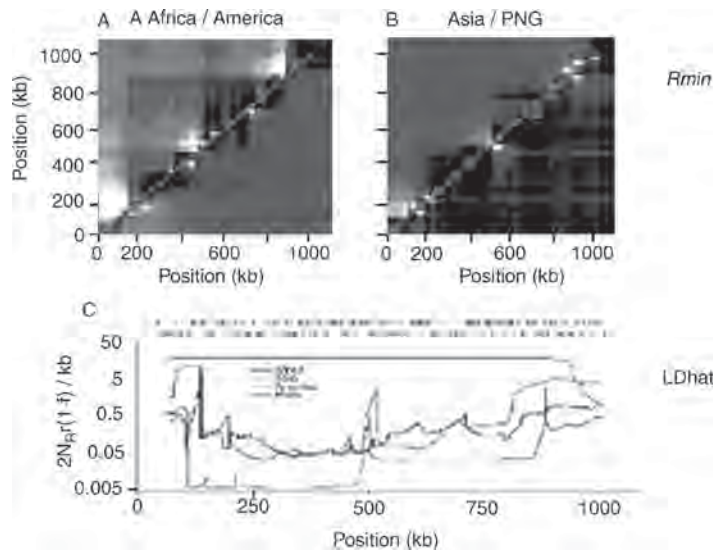 A A Africa / America
B Asia / PNG
Position (kb)
1000
800
600
400
200
0
0 200 600 1000
Position (kb)
0 200 600 1000
Position (kb)
Rmin
C
2NRr(1-f) / kb
50
5
0.5
0.05
0.005
0 250 500 750 1000
Position (kb)
LDhat